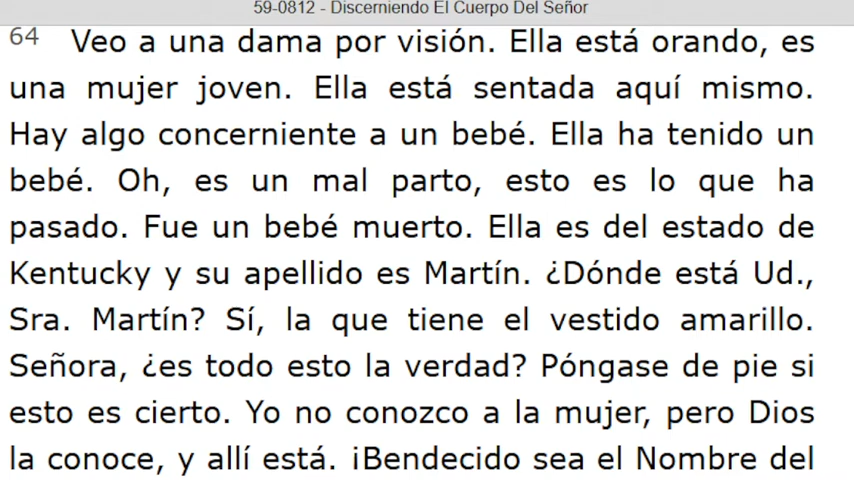 59-0812 - Discerniendo El Cuerpo Del Señor
64 Veo a una dama por visión. Ella está orando, es
una mujer joven. Ella está sentada aquí mismo.
Hay algo concerniente a un bebé. Ella ha tenido un
bebé. Oh, es un mal parto, esto es lo que ha
pasado. Fue un bebé muerto. Ella es del estado de
Kentucky y su apellido es Martín. ¿Dónde está Ud.,
Sra. Martín? Sí, la que tiene el vestido amarillo.
Señora, ¿es todo esto la verdad? Póngase de pie si
esto es cierto. Yo no conozco a la mujer, pero Dios
la conoce, y allí está. ¡Bendecido sea el Nombre del